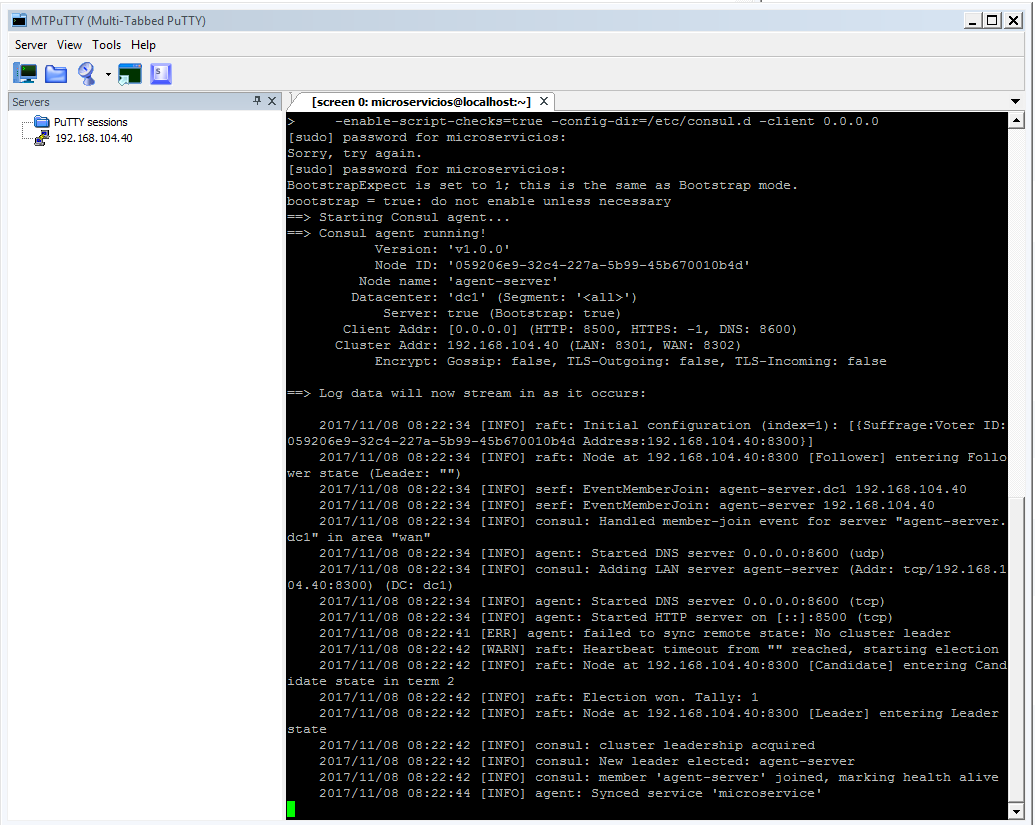 MTPuTTY (Multi-Tabbed PuTTY)
Server View Tools Help
Servers
[screen 0: microservicios@localhost:~] X
PuTTY sessions
192.168.104.40
>     -enable-script-checks=true -config-dir=/etc/consul.d -client 0.0.0.0
[sudo] password for microservicios:
Sorry, try again.
[sudo] password for microservicios:
BootstrapExpect is set to 1; this is the same as Bootstrap mode.
bootstrap = true: do not enable unless necessary
==> Starting Consul agent...
==> Consul agent running!
           Version: 'v1.0.0'
           Node ID: '059206e9-32c4-227a-5b99-45b670010b4d'
         Node name: 'agent-server'
        Datacenter: 'dc1' (Segment: '<all>')
            Server: true (Bootstrap: true)
       Client Addr: [0.0.0.0] (HTTP: 8500, HTTPS: -1, DNS: 8600)
      Cluster Addr: 192.168.104.40 (LAN: 8301, WAN: 8302)
           Encrypt: Gossip: false, TLS-Outgoing: false, TLS-Incoming: false
==> Log data will now stream in as it occurs:
    2017/11/08 08:22:34 [INFO] raft: Initial configuration (index=1): [{Suffrage:Voter ID:
059206e9-32c4-227a-5b99-45b670010b4d Address:192.168.104.40:8300}]
    2017/11/08 08:22:34 [INFO] raft: Node at 192.168.104.40:8300 [Follower] entering Follo
wer state (Leader: "")
    2017/11/08 08:22:34 [INFO] serf: EventMemberJoin: agent-server.dc1 192.168.104.40
    2017/11/08 08:22:34 [INFO] serf: EventMemberJoin: agent-server 192.168.104.40
    2017/11/08 08:22:34 [INFO] consul: Handled member-join event for server "agent-server.
dc1" in area "wan"
    2017/11/08 08:22:34 [INFO] agent: Started DNS server 0.0.0.0:8600 (udp)
    2017/11/08 08:22:34 [INFO] consul: Adding LAN server agent-server (Addr: tcp/192.168.1
04.40:8300) (DC: dc1)
    2017/11/08 08:22:34 [INFO] agent: Started DNS server 0.0.0.0:8600 (tcp)
    2017/11/08 08:22:34 [INFO] agent: Started HTTP server on [::]:8500 (tcp)
    2017/11/08 08:22:41 [ERR] agent: failed to sync remote state: No cluster leader
    2017/11/08 08:22:42 [WARN] raft: Heartbeat timeout from "" reached, starting election
    2017/11/08 08:22:42 [INFO] raft: Node at 192.168.104.40:8300 [Candidate] entering Cand
idate state in term 2
    2017/11/08 08:22:42 [INFO] raft: Election won. Tally: 1
    2017/11/08 08:22:42 [INFO] raft: Node at 192.168.104.40:8300 [Leader] entering Leader
state
    2017/11/08 08:22:42 [INFO] consul: cluster leadership acquired
    2017/11/08 08:22:42 [INFO] consul: New leader elected: agent-server
    2017/11/08 08:22:42 [INFO] consul: member 'agent-server' joined, marking health alive
    2017/11/08 08:22:44 [INFO] agent: Synced service 'microservice'